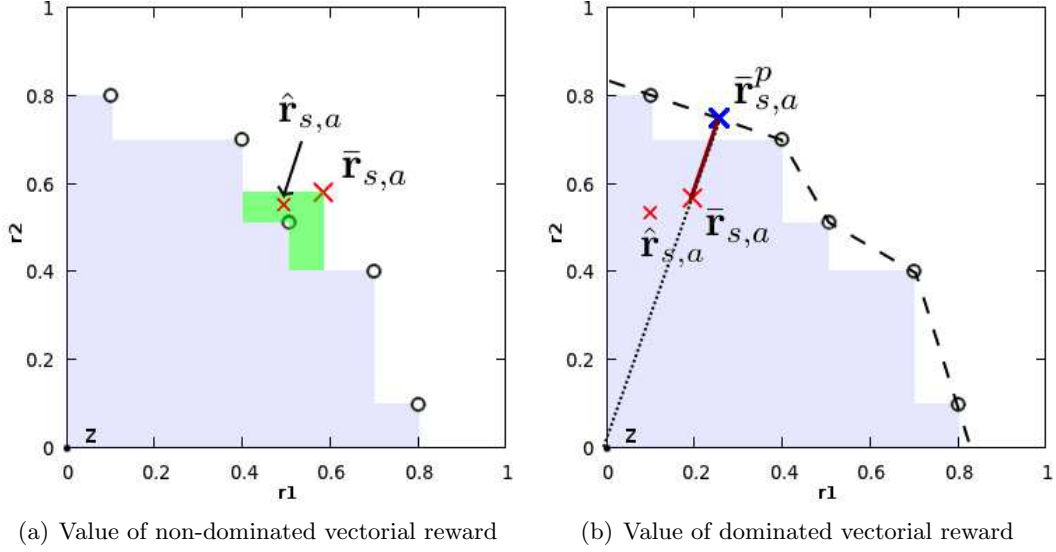 1
0.8
0.6
0.4
0.2
0
r2
r̂s,a
r̄s,a
z
0 0.2 0.4 0.6 0.8 1
r1
(a) Value of non-dominated vectorial reward
1
0.8
0.6
0.4
0.2
0
r2
r̄ᵖs,a
r̄s,a
r̂s,a
z
0 0.2 0.4 0.6 0.8 1
r1
(b) Value of dominated vectorial reward